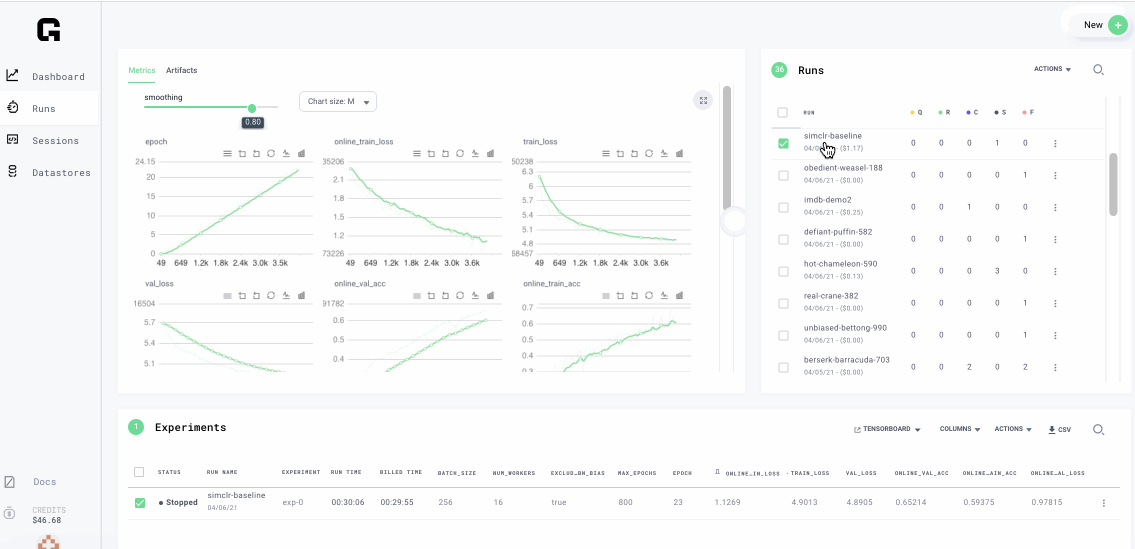 G
New +
Dashboard
Runs
Sessions
Datastores
Docs
CREDITS
$46.68
Metrics Artifacts
smoothing
0.80
Chart size: M
epoch
24.15
20
15
10
5
0
49 649 1.2k 1.8k 2.4k 3.0k 3.5k
online_train_loss
35206
2.1
1.8
1.5
1.2
73226
49 649 1.2k 1.8k 2.4k 3.0k 3.6k
train_loss
50238
6.3
6
5.7
5.4
5.1
4.8
58457
49 649 1.2k 1.8k 2.4k 3.0k 3.6k
val_loss
16504
5.7
5.4
5.1
online_val_acc
91782
0.6
0.5
0.4
online_train_acc
0.7
0.6
0.5
0.4
0.3
36 Runs
ACTIONS
RUN Q R C S F
simclr-baseline 0 0 0 1 0
($1.17)
obedient-weasel-188 0 0 0 0 1
04/06/21 - ($0.00)
imdb-demo2 0 0 1 0 0
04/06/21 - ($0.25)
defiant-puffin-582 0 0 0 0 1
04/06/21 - ($0.00)
hot-chameleon-590 0 0 0 3 0
04/06/21 - ($0.13)
real-crane-382 0 0 0 0 1
04/06/21 - ($0.00)
unbiased-bettong-990 0 0 0 0 1
04/06/21 - ($0.00)
berserk-barracuda-703 0 0 2 0 2
04/05/21 - ($0.00)
1 Experiments
TENSORBOARD COLUMNS ACTIONS CSV
STATUS RUN NAME EXPERIMENT RUN TIME BILLED TIME BATCH_SIZE NUM_WORKERS EXCLUD_BN_BIAS MAX_EPOCHS EPOCH ONLINE_IN_LOSS TRAIN_LOSS VAL_LOSS ONLINE_VAL_ACC ONLINE_AIN_ACC ONLINE_AL_LOSS
Stopped simclr-baseline exp-0 00:30:06 00:29:55 256 16 true 800 23 1.1269 4.9013 4.8905 0.65214 0.59375 0.97815
04/06/21